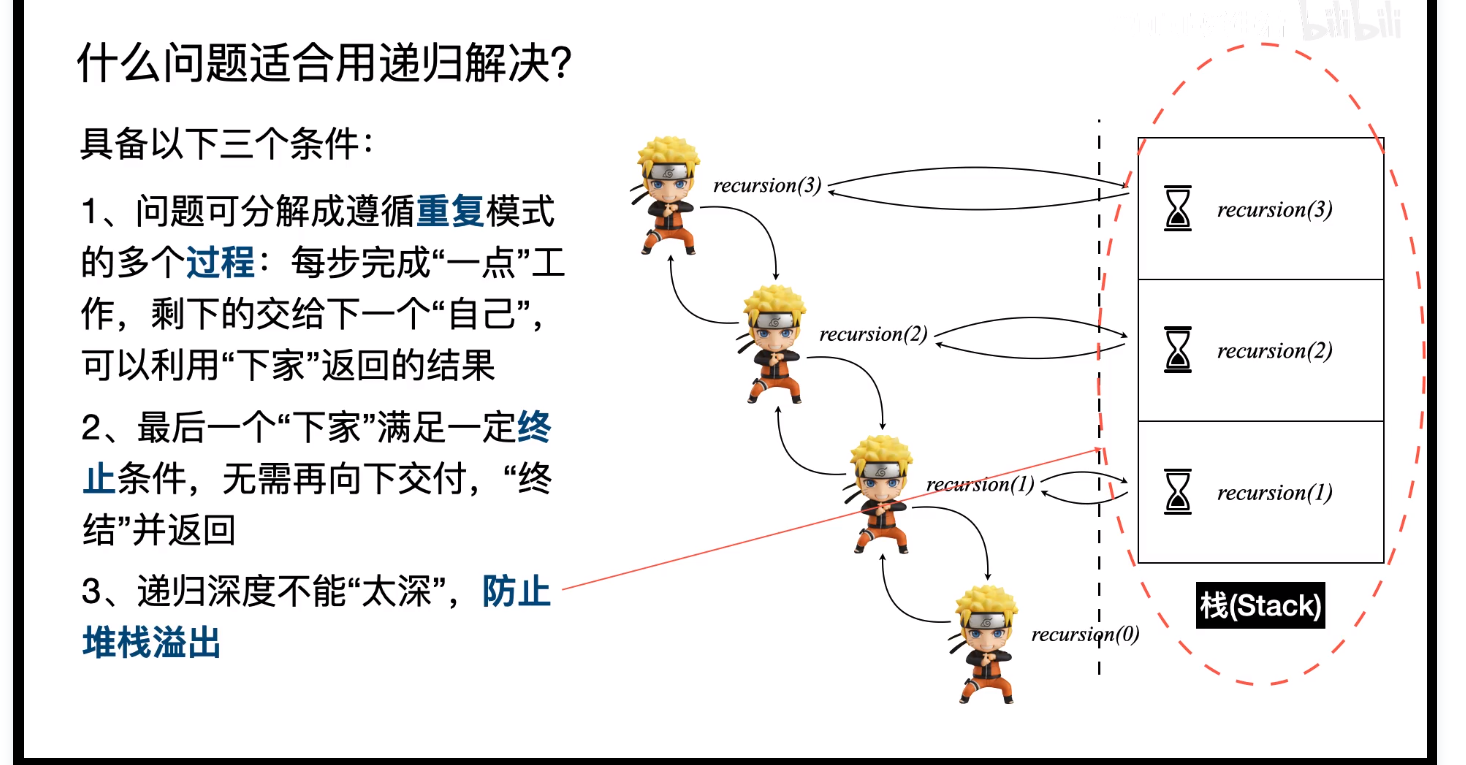 什么问题适合用递归解决?
具备以下三个条件：
1、问题可分解成遵循重复模式
的多个过程：每步完成“一点”工
作，剩下的交给下一个“自己”，
可以利用“下家”返回的结果
2、最后一个“下家”满足一定终
止条件，无需再向下交付，“终
结”并返回
3、递归深度不能“太深”，防止
堆栈溢出
recursion(3)
recursion(2)
recursion(1)
recursion(0)
recursion(3)
recursion(2)
recursion(1)
栈(Stack)
bilibili